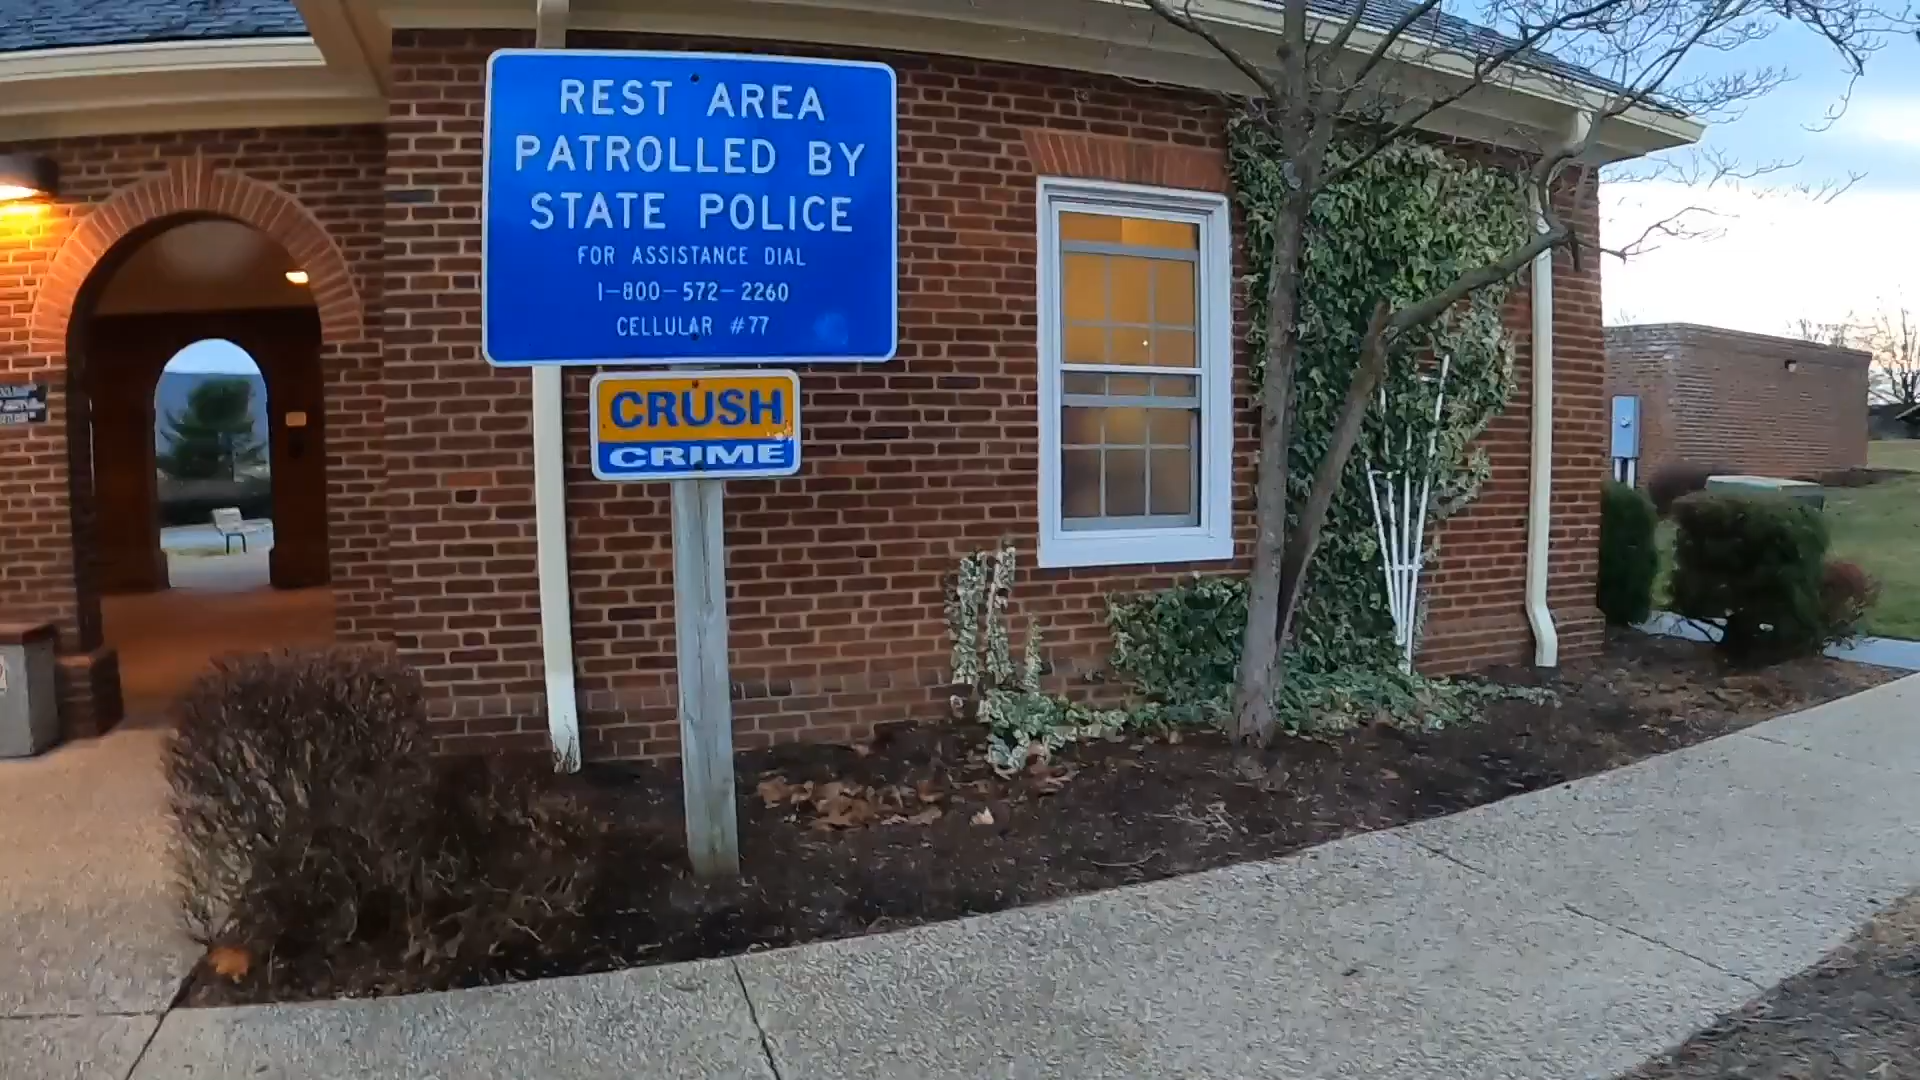 REST AREA
PATROLLED BY
STATE POLICE
FOR ASSISTANCE DIAL
1-800-572-2260
CELLULAR #77
CRUSH
CRIME